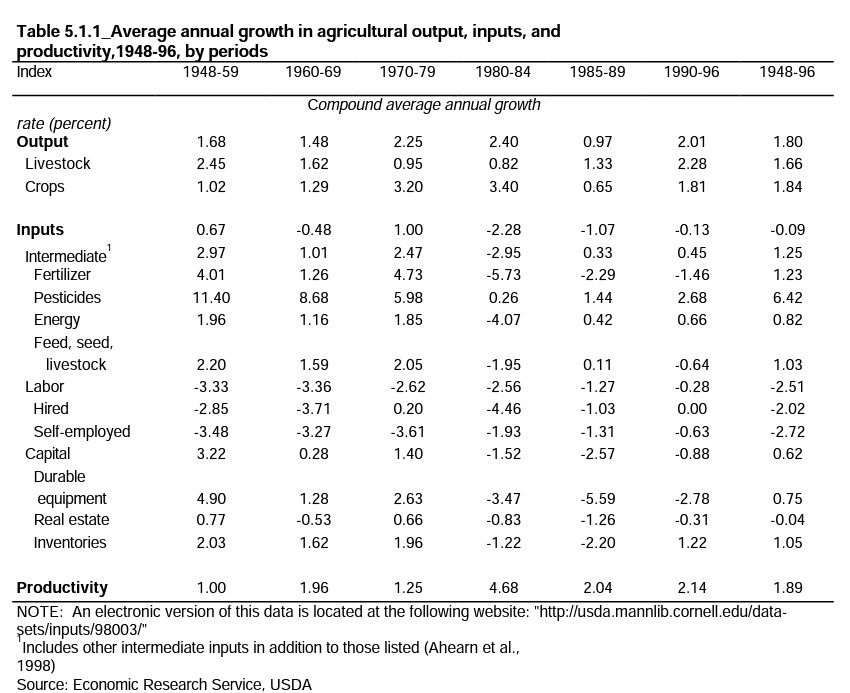 Table 5.1.1_Average annual growth in agricultural output, inputs, and
productivity,1948-96, by periods
Index 1948-59 1960-69 1970-79 1980-84 1985-89 1990-96 1948-96
Compound average annual growth
rate (percent)
Output 1.68 1.48 2.25 2.40 0.97 2.01 1.80
Livestock 2.45 1.62 0.95 0.82 1.33 2.28 1.66
Crops 1.02 1.29 3.20 3.40 0.65 1.81 1.84
Inputs 0.67 -0.48 1.00 -2.28 -1.07 -0.13 -0.09
Intermediate1 2.97 1.01 2.47 -2.95 0.33 0.45 1.25
Fertilizer 4.01 1.26 4.73 -5.73 -2.29 -1.46 1.23
Pesticides 11.40 8.68 5.98 0.26 1.44 2.68 6.42
Energy 1.96 1.16 1.85 -4.07 0.42 0.66 0.82
Feed, seed,
livestock 2.20 1.59 2.05 -1.95 0.11 -0.64 1.03
Labor -3.33 -3.36 -2.62 -2.56 -1.27 -0.28 -2.51
Hired -2.85 -3.71 0.20 -4.46 -1.03 0.00 -2.02
Self-employed -3.48 -3.27 -3.61 -1.93 -1.31 -0.63 -2.72
Capital 3.22 0.28 1.40 -1.52 -2.57 -0.88 0.62
Durable
equipment 4.90 1.28 2.63 -3.47 -5.59 -2.78 0.75
Real estate 0.77 -0.53 0.66 -0.83 -1.26 -0.31 -0.04
Inventories 2.03 1.62 1.96 -1.22 -2.20 1.22 1.05
Productivity 1.00 1.96 1.25 4.68 2.04 2.14 1.89
NOTE: An electronic version of this data is located at the following website: "http://usda.mannlib.cornell.edu/data-
sets/inputs/98003/"
1Includes other intermediate inputs in addition to those listed (Ahearn et al.,
1998)
Source: Economic Research Service, USDA